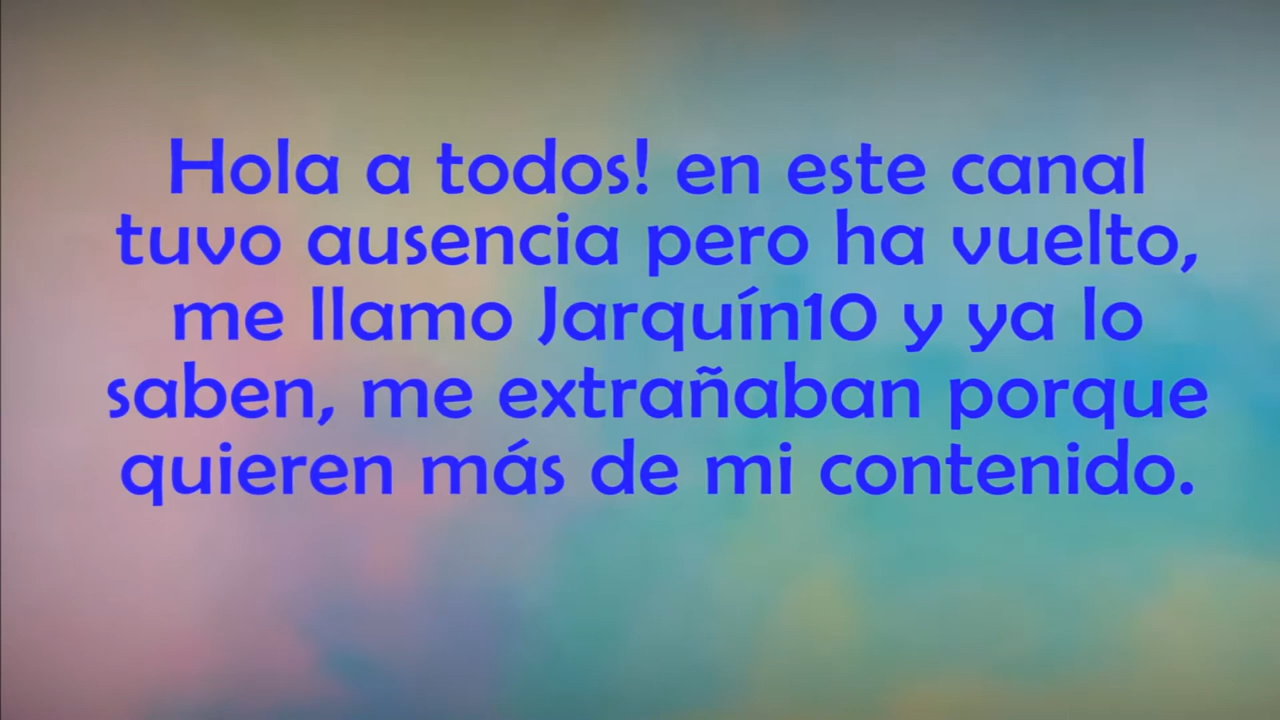 Hola a todos! en este canal
tuvo ausencia pero ha vuelto,
me llamo Jarquín10 y ya lo
saben, me extrañaban porque
quieren más de mi contenido.